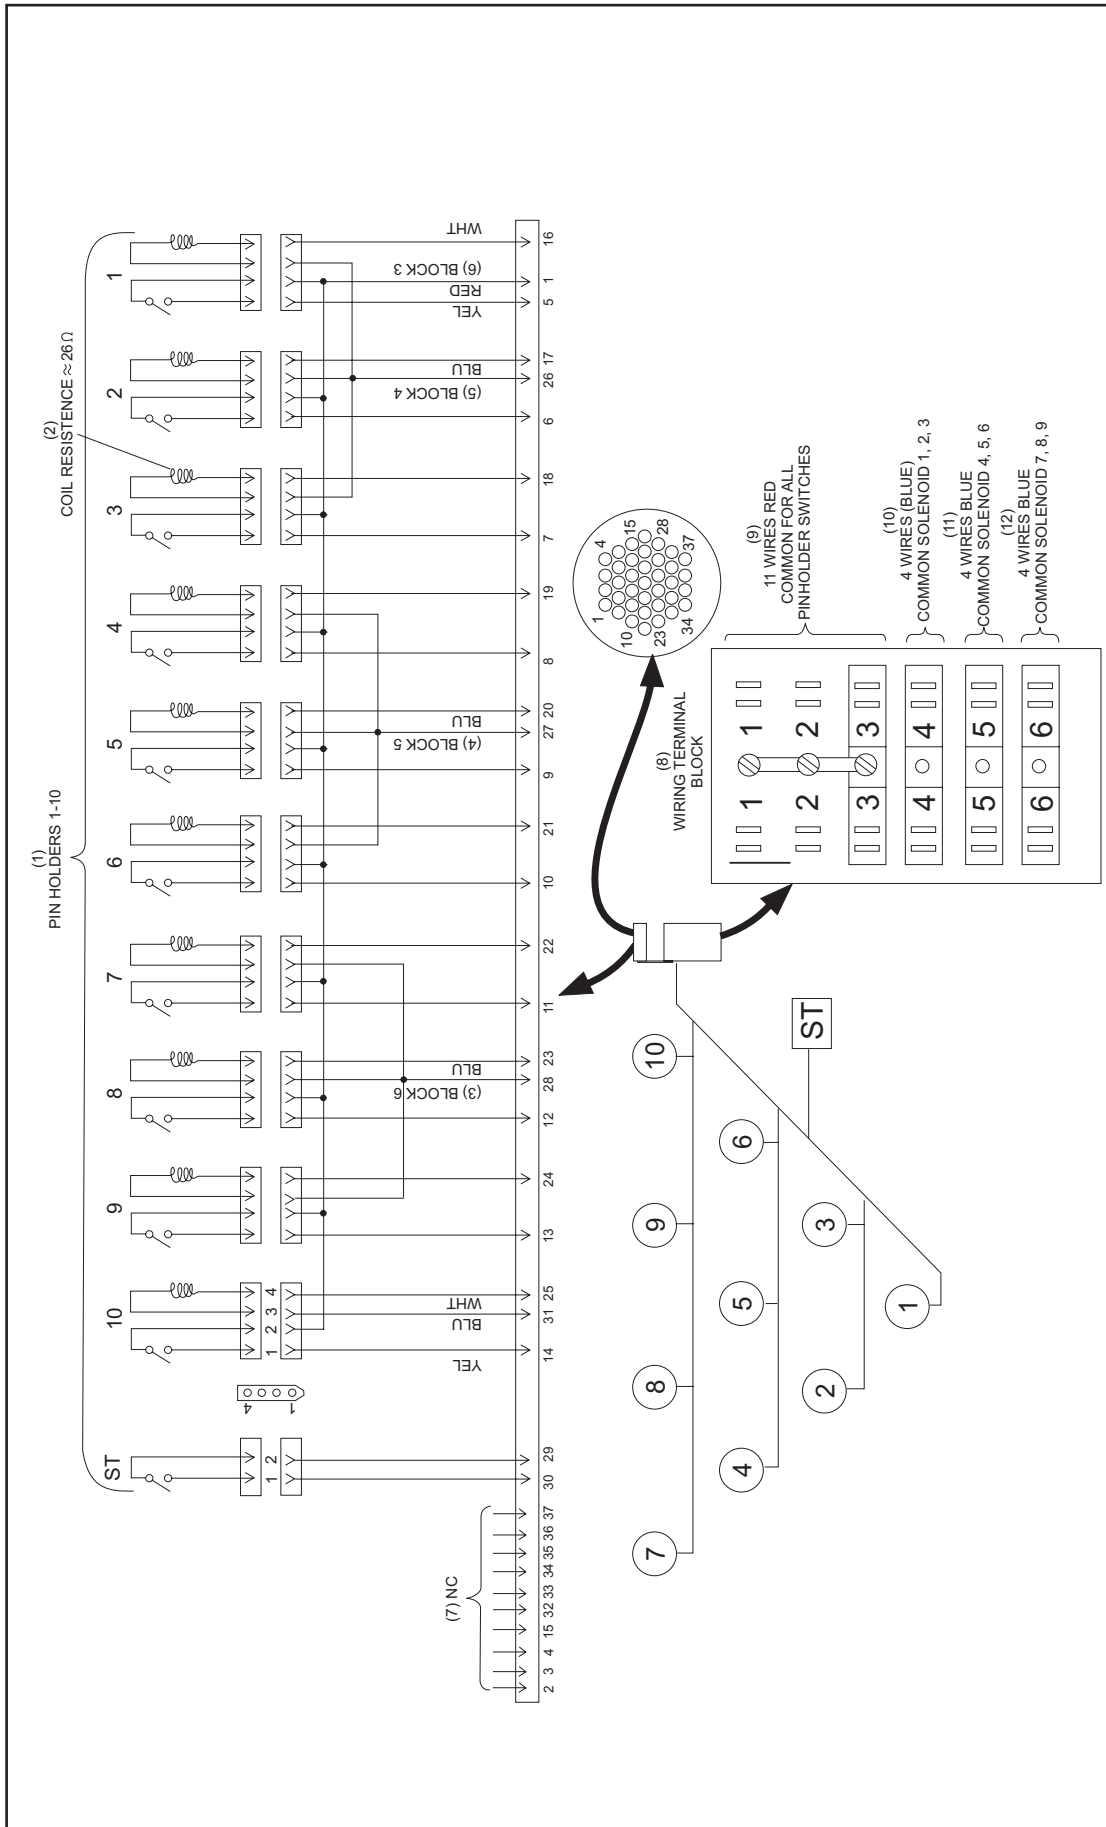 (1)
PIN HOLDERS 1-10
(2)
COIL RESISTENCE ≈ 26 Ω
ST 10 9 8 7 6 5 4 3 2 1
4
1
1 2 1 2 3 4
YEL BLU WHT
(3) BLOCK 6 BLU
(4) BLOCK 5 BLU
(5) BLOCK 4 BLU
YEL RED (6) BLOCK 3 WHT
(7) NC
2 3 4 15 32 33 34 35 36 37 30 29 14 31 25 13 24 12 28 23 11 22 10 21 9 27 20 8 19 7 18 6 26 17 5 1 16
1 4
10 15
23 28
34 37
(8)
WIRING TERMINAL
BLOCK
(9)
11 WIRES RED
COMMON FOR ALL
PINHOLDER SWITCHES
(10)
4 WIRES (BLUE)
COMMON SOLENOID 1, 2, 3
(11)
4 WIRES BLUE
COMMON SOLENOID 4, 5, 6
(12)
4 WIRES BLUE
COMMON SOLENOID 7, 8, 9
1 1
2 2
3 3
4 4
5 5
6 6
7 8 9 10
4 5 6
ST
2 3
1